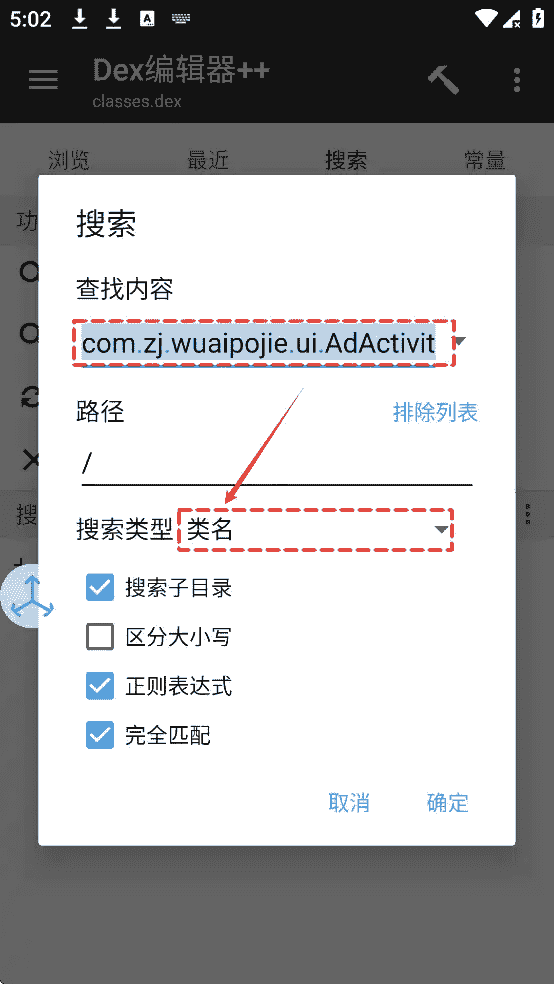 5:02
Dex编辑器++
classes.dex
浏览
最近
搜索
常量
功
搜索
查找内容
com.zj.wuaipojie.ui.AdActivit
路径
排除列表
/
搜
搜索类型
类名
搜索子目录
区分大小写
正则表达式
完全匹配
取消
确定